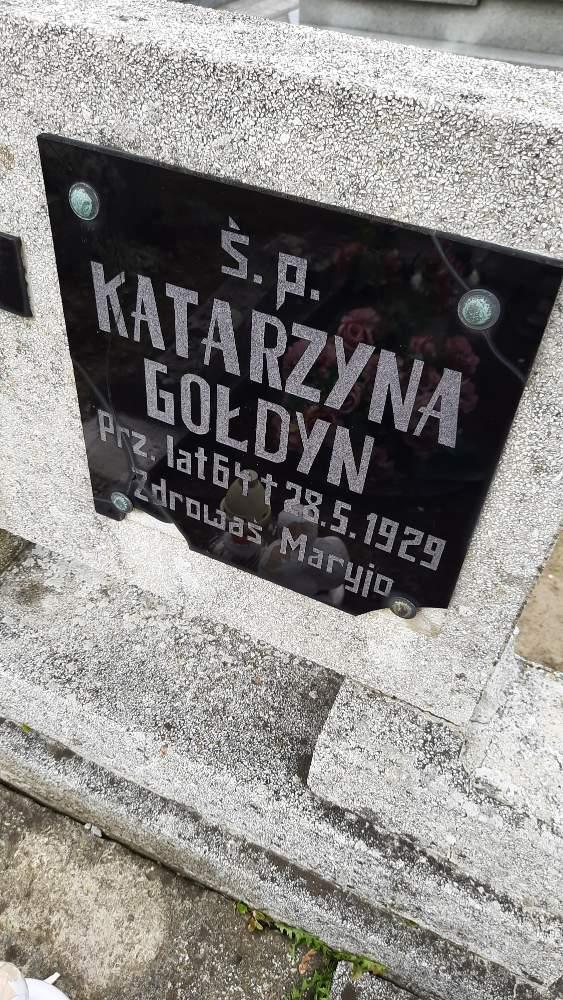 Ś.p.
KATARZYNA
GOŁDYN
prz. lat 64 † 28.5.1929
Zdrowaś Maryjo